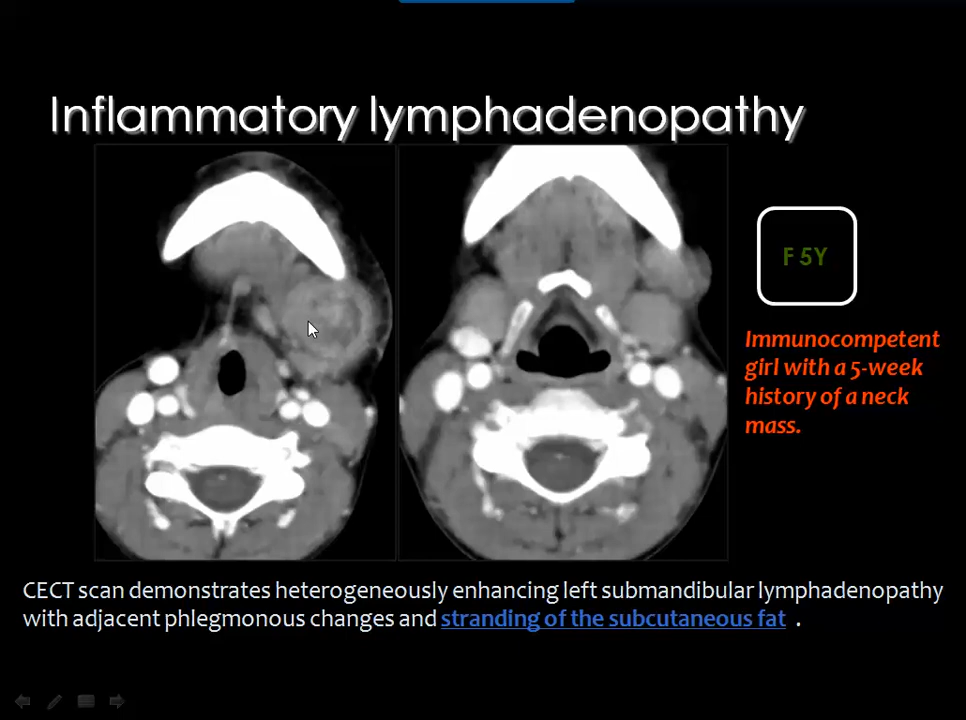 Inflammatory lymphadenopathy
F 5Y
Immunocompetent
girl with a 5-week
history of a neck
mass.
CECT scan demonstrates heterogeneously enhancing left submandibular lymphadenopathy
with adjacent phlegmonous changes and stranding of the subcutaneous fat .